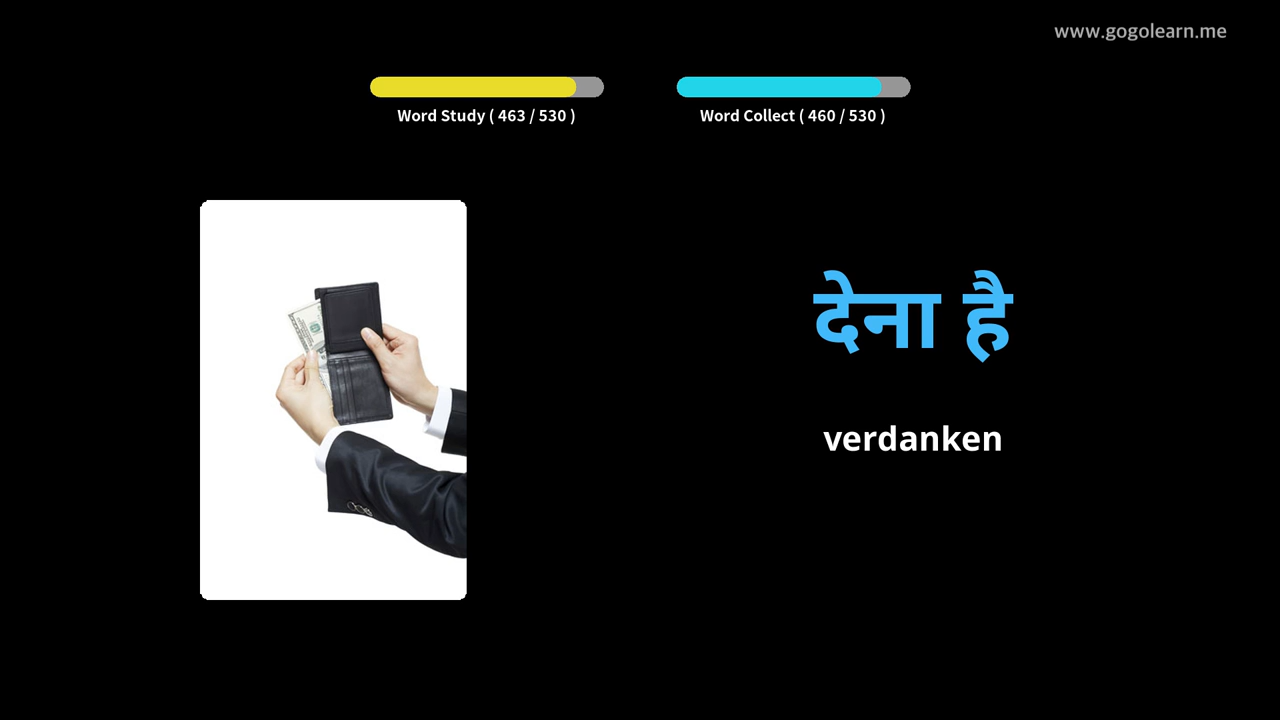 www.gogolearn.me
Word Study ( 463 / 530 )
Word Collect ( 460 / 530 )
देना है
verdanken